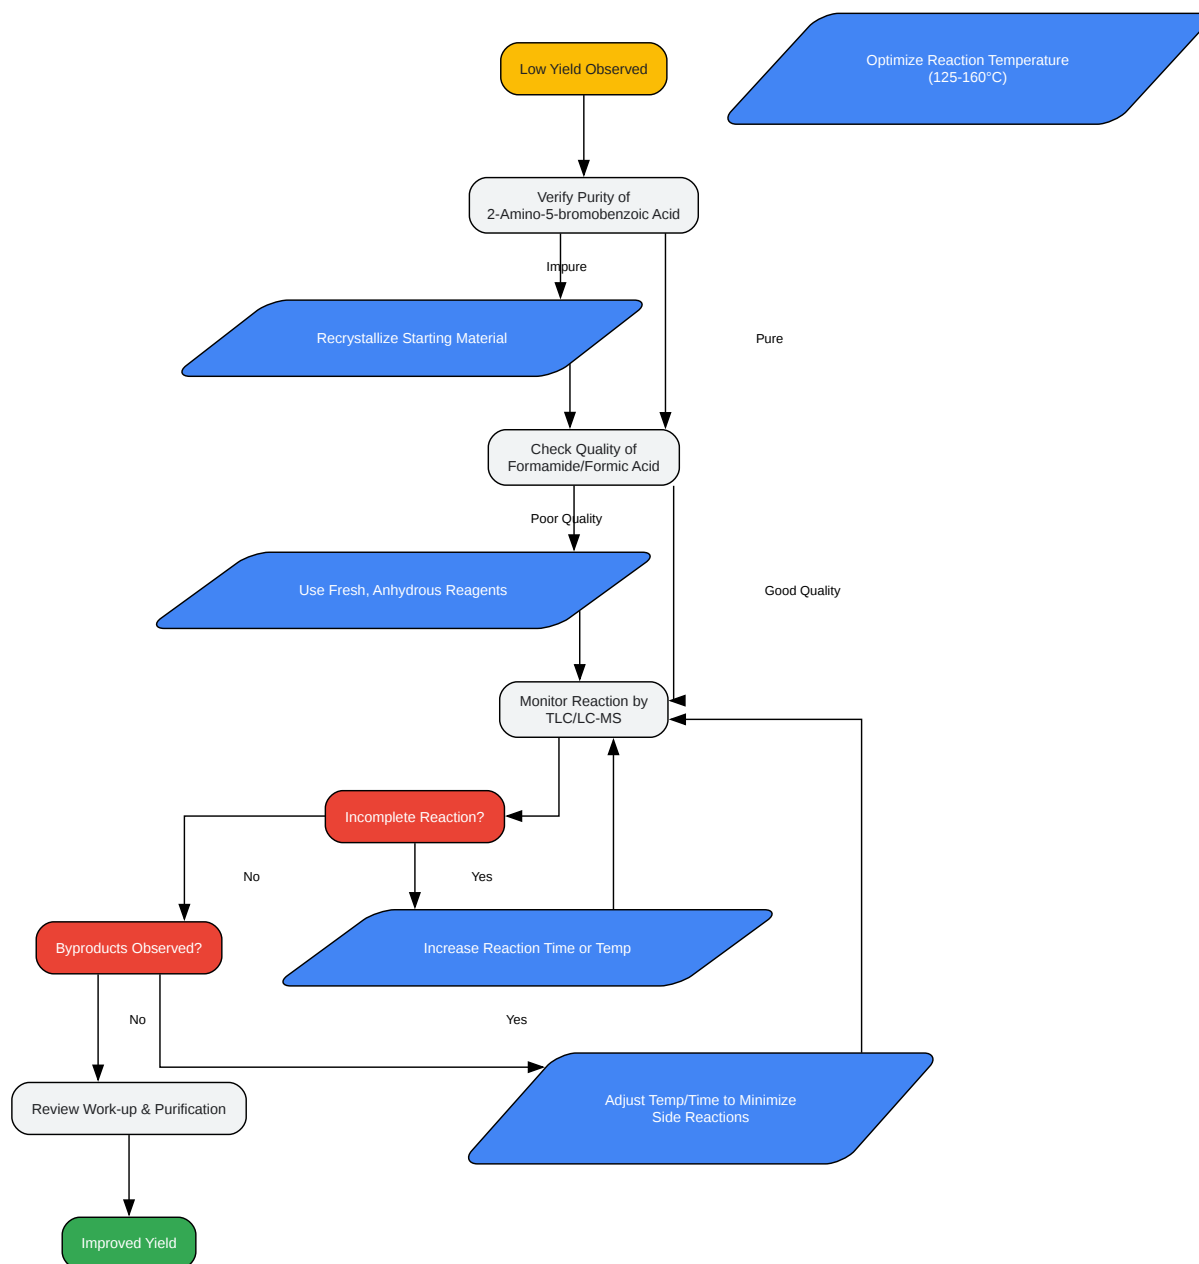 Optimize Reaction Temperature
(125-160°C)
Low Yield Observed
Verify Purity of
2-Amino-5-bromobenzoic Acid
Impure
Recrystallize Starting Material
Pure
Check Quality of
Formamide/Formic Acid
Poor Quality
Use Fresh, Anhydrous Reagents
Good Quality
Monitor Reaction by
TLC/LC-MS
Incomplete Reaction?
No
Yes
Byproducts Observed?
Increase Reaction Time or Temp
No
Yes
Review Work-up & Purification
Adjust Temp/Time to Minimize
Side Reactions
Improved Yield